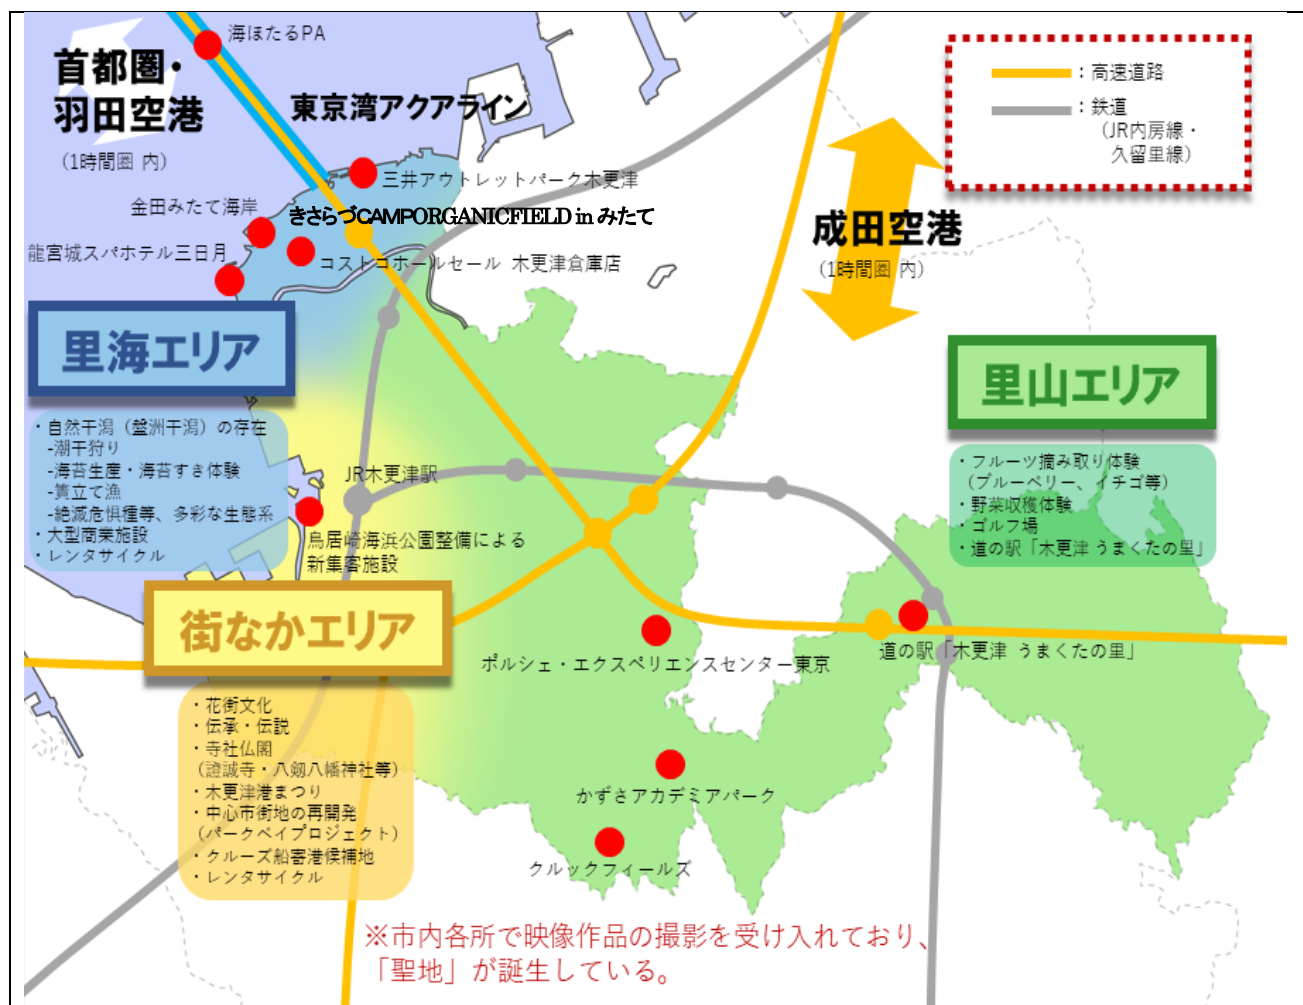 海ほたるPA
首都圏・
羽田空港
（1時間圏 内）
東京湾アクアライン
：高速道路
：鉄道
（JR内房線・
久留里線）
三井アウトレットパーク木更津
金田みたて海岸
きさらづCAMPORGANICFIELD in みたて
龍宮城スパホテル三日月
コストコホールセール 木更津倉庫店
成田空港
（1時間圏 内）
里海エリア
・自然干潟（盤洲干潟）の存在
-潮干狩り
-海苔生産・海苔すき体験
-簀立て漁
-絶滅危惧種等、多彩な生態系
・大型商業施設
・レンタサイクル
里山エリア
・フルーツ摘み取り体験
（ブルーベリー、イチゴ等）
・野菜収穫体験
・ゴルフ場
・道の駅「木更津 うまくたの里」
JR木更津駅
鳥居崎海浜公園整備による
新集客施設
街なかエリア
・花街文化
・伝承・伝説
・寺社仏閣
（證誠寺・八剱八幡神社等）
・木更津港まつり
・中心市街地の再開発
（パークベイプロジェクト）
・クルーズ船寄港候補地
・レンタサイクル
道の駅「木更津 うまくたの里」
ポルシェ・エクスペリエンスセンター東京
かずさアカデミアパーク
クルックフィールズ
※市内各所で映像作品の撮影を受け入れており、
「聖地」が誕生している。